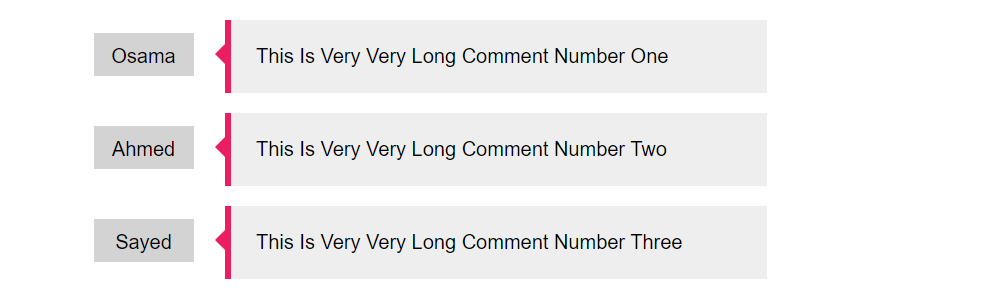 Osama This Is Very Very Long Comment Number One
Ahmed This Is Very Very Long Comment Number Two
Sayed This Is Very Very Long Comment Number Three